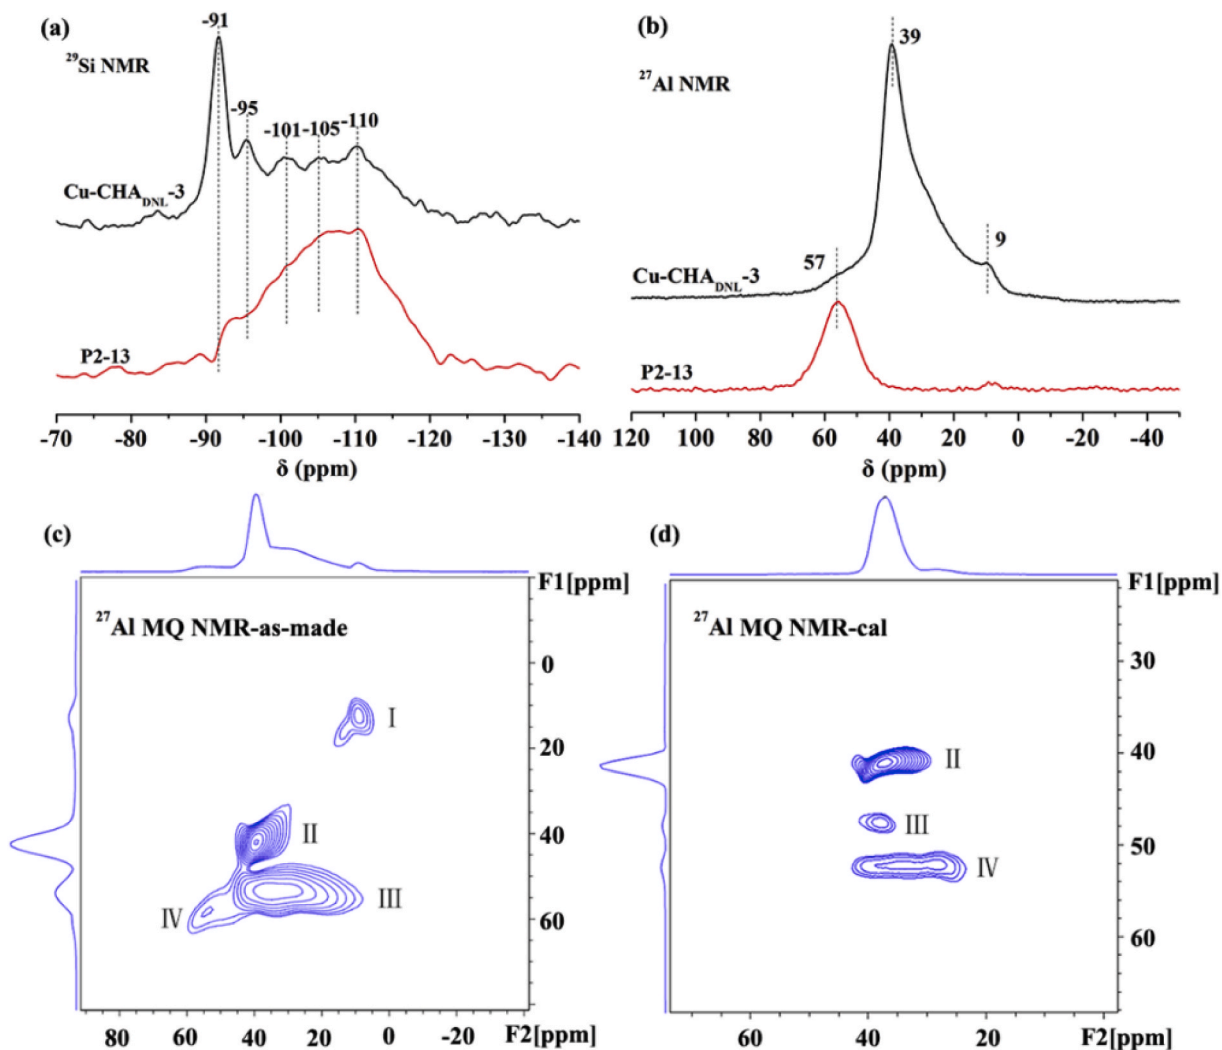 (a)
²⁹Si NMR
-91
-95
-101
-105
-110
Cu-CHA_DNL-3
P2-13
-70 -80 -90 -100 -110 -120 -130 -140
δ (ppm)
(b)
²⁷Al NMR
39
57
9
Cu-CHA_DNL-3
P2-13
120 100 80 60 40 20 0 -20 -40
δ (ppm)
(c)
²⁷Al MQ NMR-as-made
F1[ppm]
0
20
40
60
I
II
III
IV
80 60 40 20 0 -20 F2[ppm]
(d)
²⁷Al MQ NMR-cal
F1[ppm]
30
40
50
60
II
III
IV
60 40 20 F2[ppm]